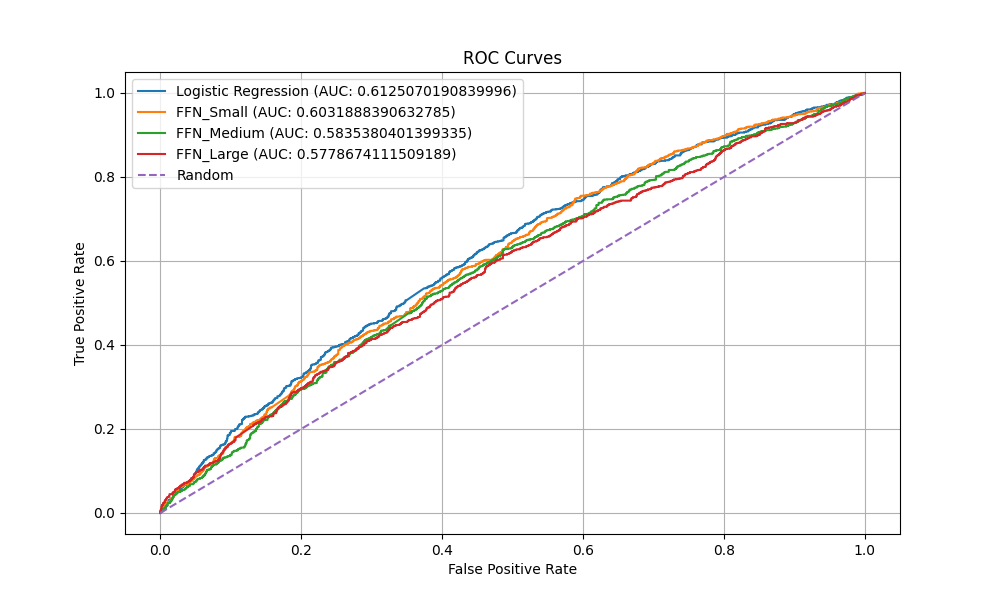 ROC Curves
Logistic Regression (AUC: 0.6125070190839996)
FFN_Small (AUC: 0.6031888390632785)
FFN_Medium (AUC: 0.5835380401399335)
FFN_Large (AUC: 0.5778674111509189)
Random
True Positive Rate
1.0
0.8
0.6
0.4
0.2
0.0
0.0 0.2 0.4 0.6 0.8 1.0
False Positive Rate